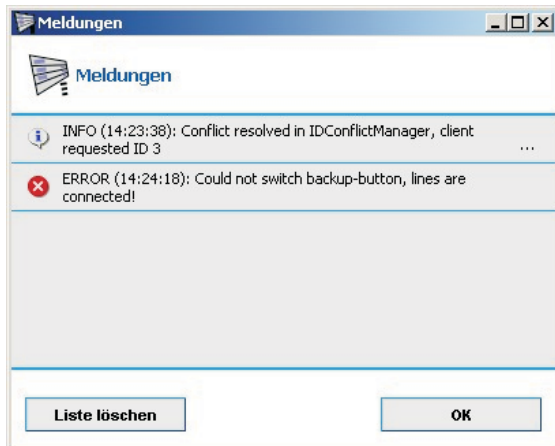 Meldungen
Meldungen
INFO (14:23:38): Conflict resolved in IDConflictManager, client
requested ID 3
...
ERROR (14:24:18): Could not switch backup-button, lines are
connected!
Liste löschen
OK